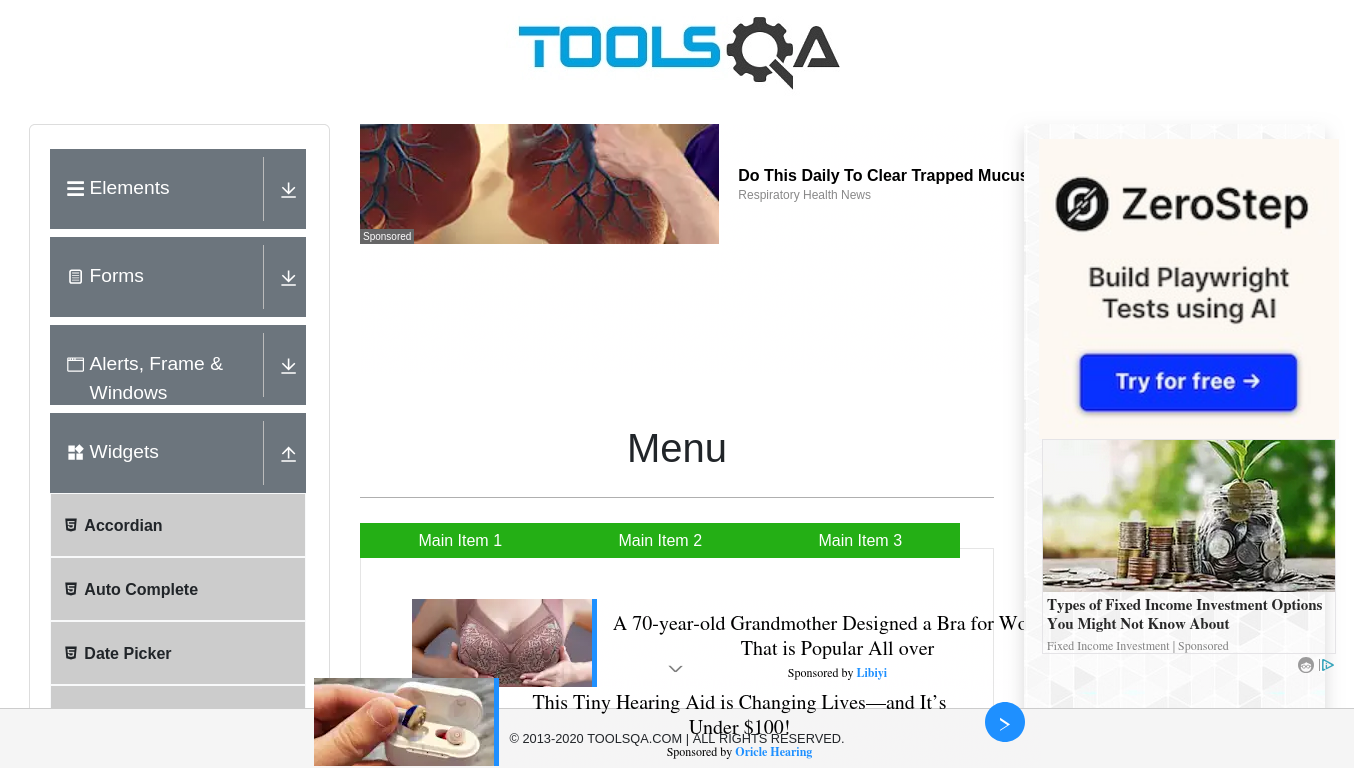 TOOLSQA
Elements
Forms
Alerts, Frame &
Windows
Widgets
Accordian
Auto Complete
Date Picker
Sponsored
Do This Daily To Clear Trapped Mucus
Respiratory Health News
Menu
Main Item 1
Main Item 2
Main Item 3
A 70-year-old Grandmother Designed a Bra for Wo
That is Popular All over
Sponsored by Libiyi
This Tiny Hearing Aid is Changing Lives—and It’s
Under $100!
Sponsored by Oricle Hearing
© 2013-2020 TOOLSQA.COM | ALL RIGHTS RESERVED.
ZeroStep
Build Playwright
Tests using AI
Try for free →
Types of Fixed Income Investment Options
You Might Not Know About
Fixed Income Investment | Sponsored